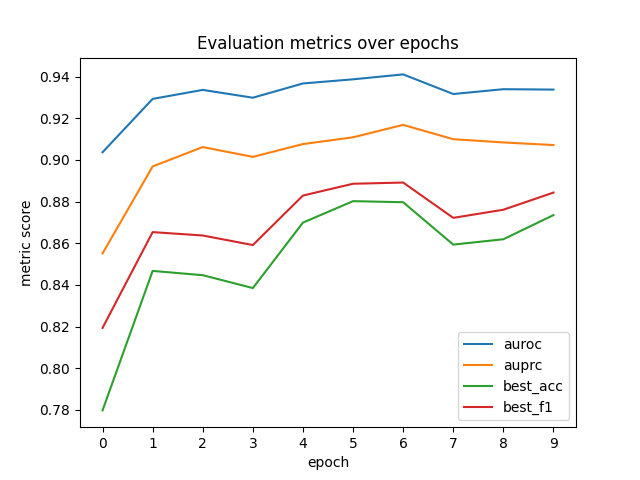 Evaluation metrics over epochs
metric score
0.94
0.92
0.90
0.88
0.86
0.84
0.82
0.80
0.78
auroc
auprc
best_acc
best_f1
0 1 2 3 4 5 6 7 8 9
epoch